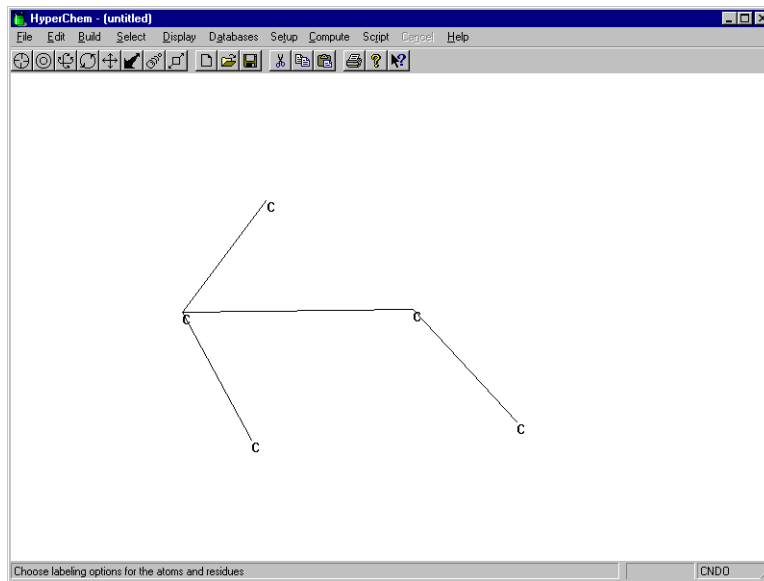 HyperChem - (untitled)
File Edit Build Select Display Databases Setup Compute Script Cancel Help
C
C C
C
C
Choose labeling options for the atoms and residues CNDO